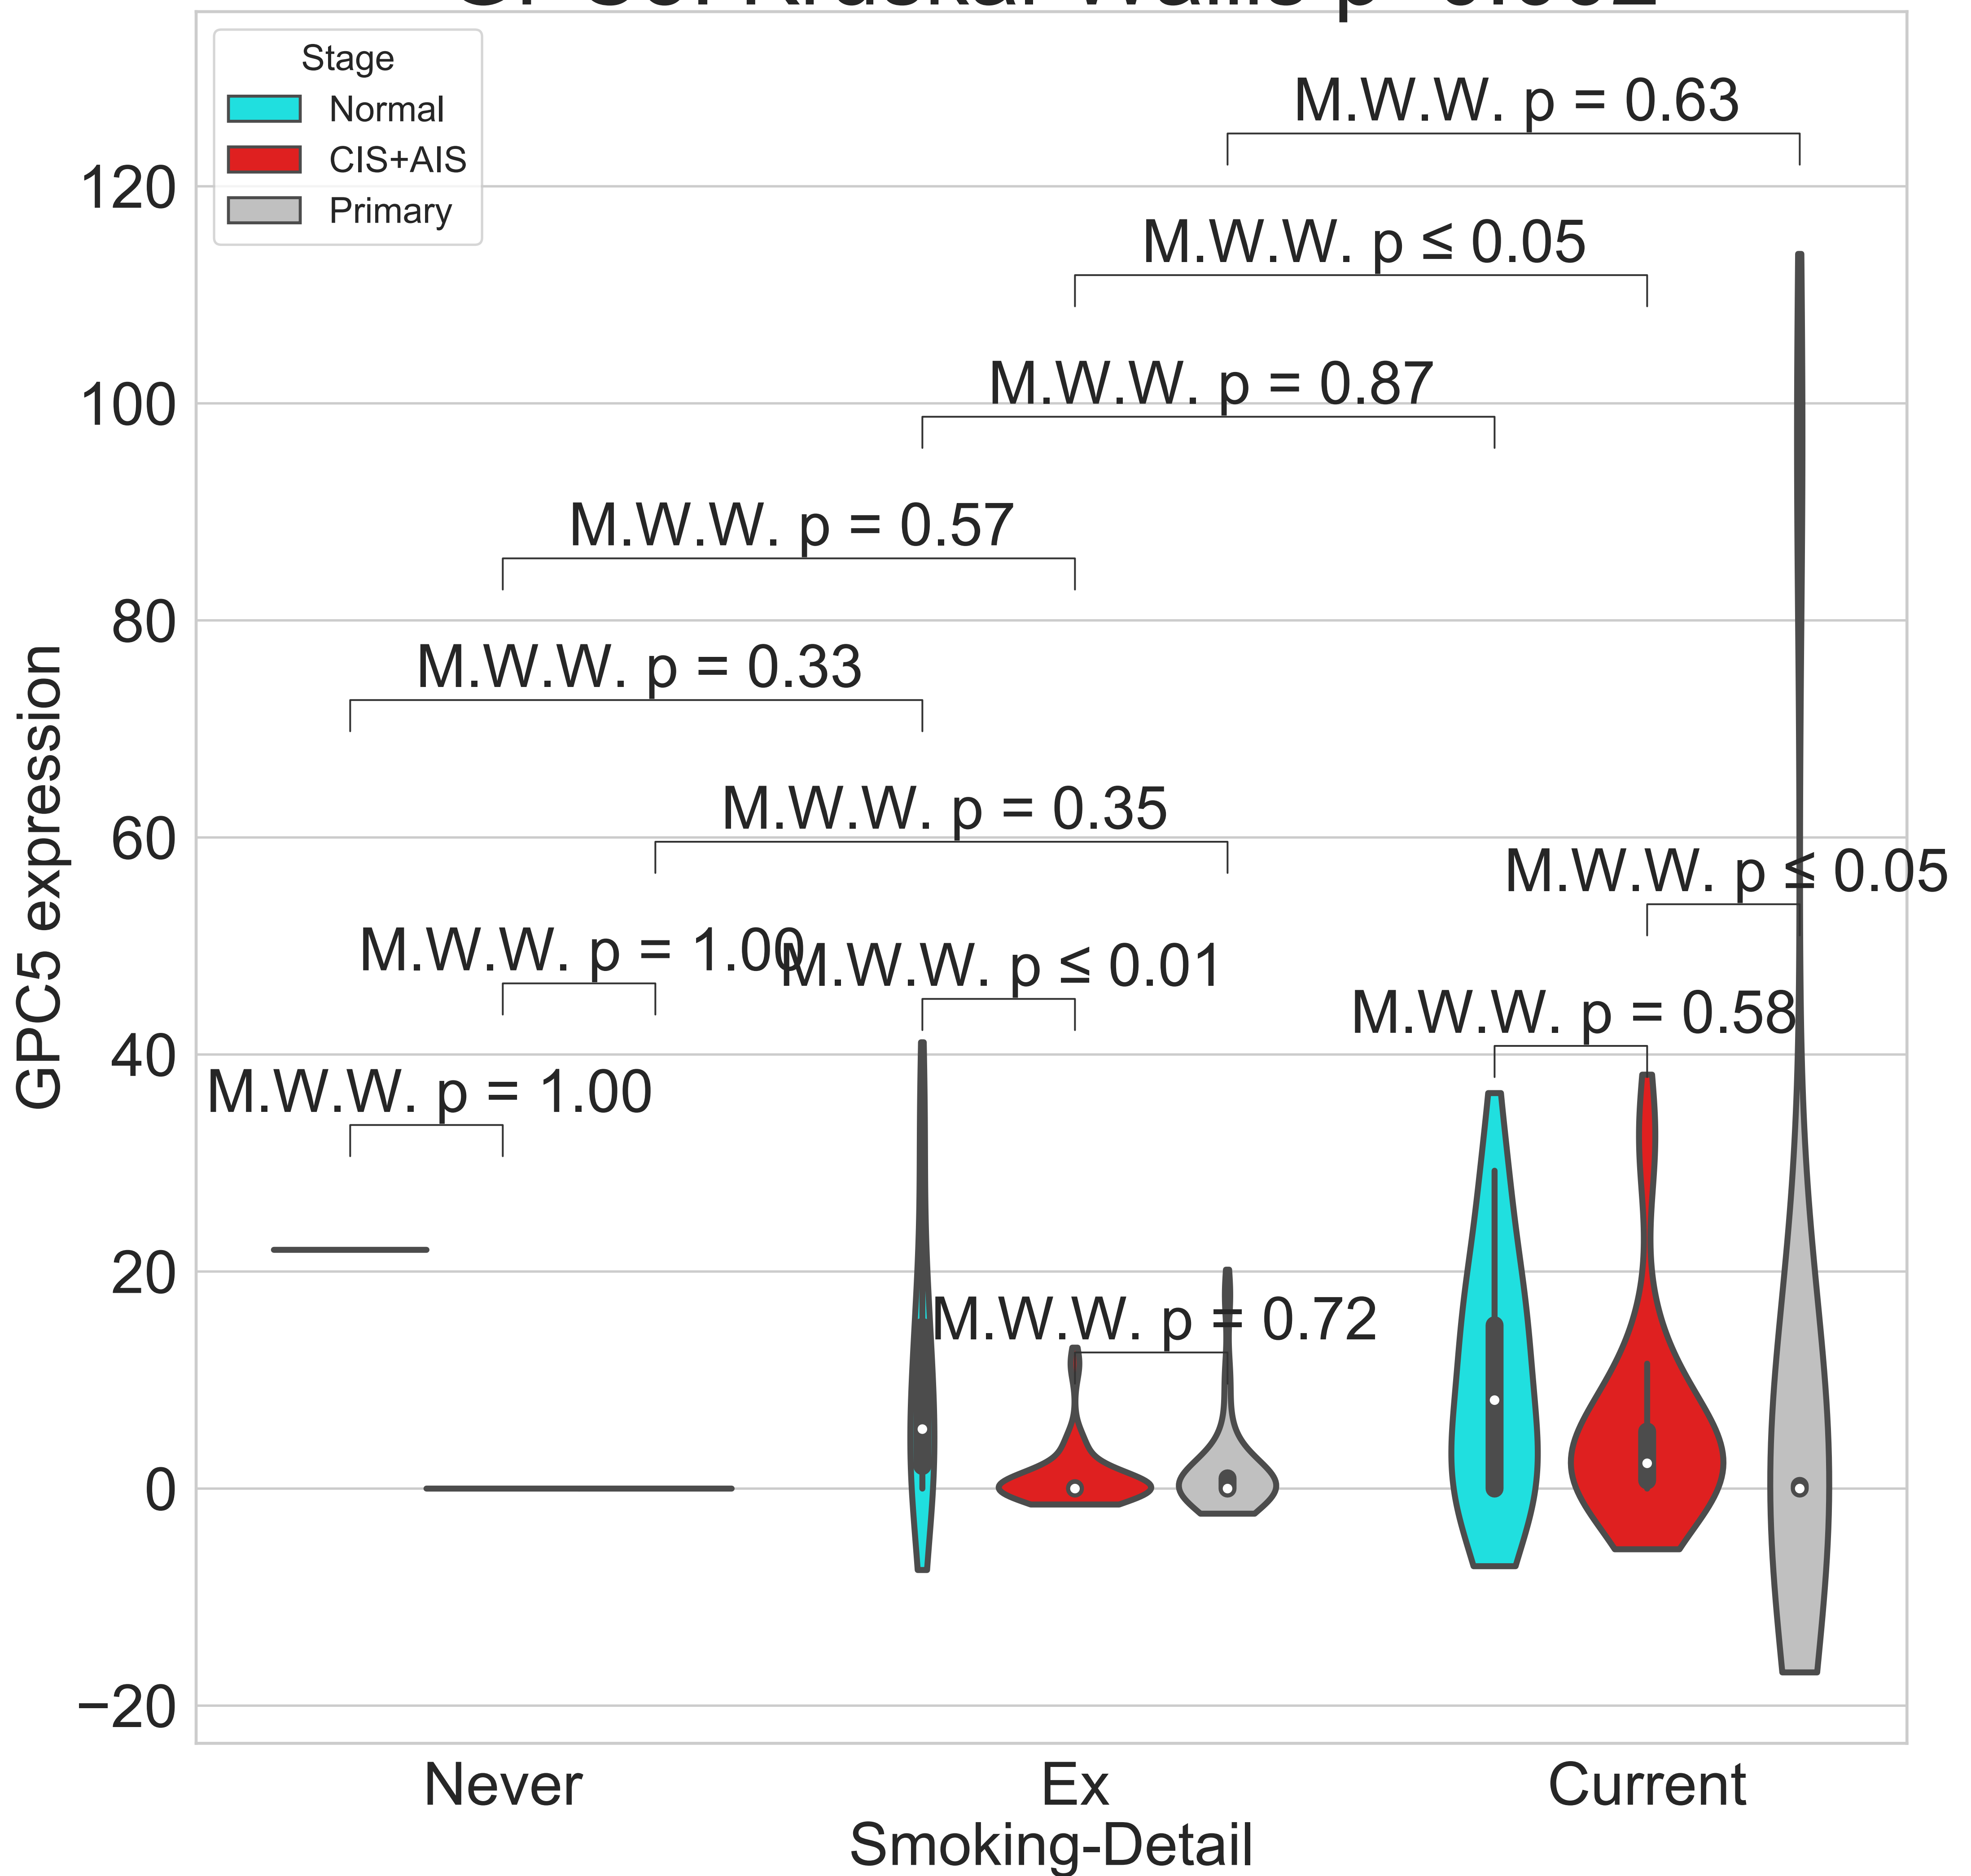 Stage
Normal
CIS+AIS
Primary
M.W.W. p = 0.63
M.W.W. p ≤ 0.05
M.W.W. p = 0.87
M.W.W. p = 0.57
M.W.W. p = 0.33
M.W.W. p = 0.35
M.W.W. p ≤ 0.05
M.W.W. p = 1.00
M.W.W. p ≤ 0.01
M.W.W. p = 0.58
M.W.W. p = 1.00
M.W.W. p = 0.72
120
100
80
60
40
20
0
−20
GPC5 expression
Never
Ex
Current
Smoking-Detail